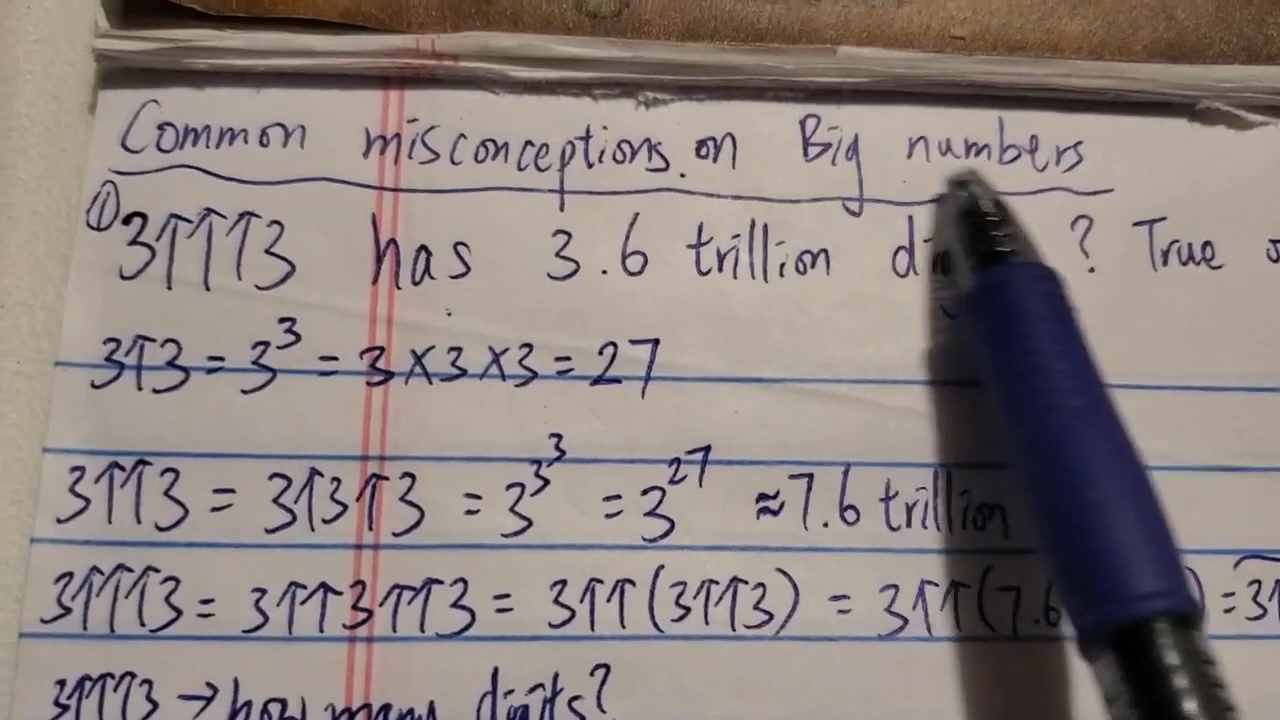 Common misconceptions on Big numbers
① 3↑↑↑3 has 3.6 trillion ? True
3↑3 = 3³ = 3 × 3 × 3 = 27
3↑↑3 = 3↑3↑3 = 3^3^3 = 3^27 ≈ 7.6 trillion
3↑↑↑3 = 3↑↑3↑↑3 = 3↑↑(3↑↑3) = 3↑↑(7.6 ) = 3↑
3↑↑↑3 → how many digits?